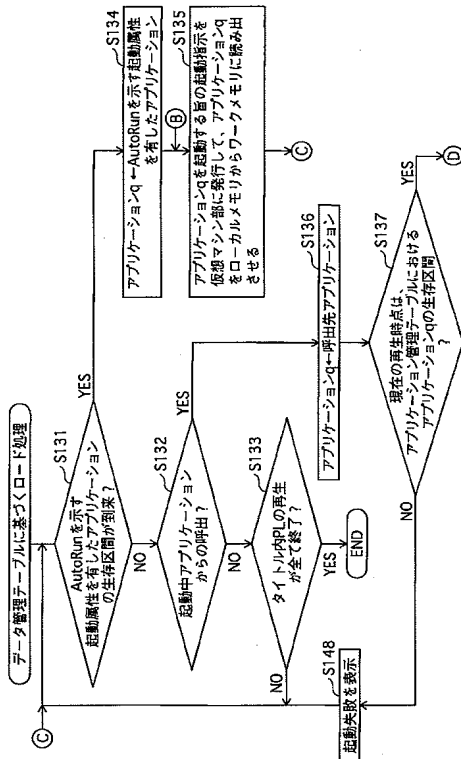 データ管理テーブルに基づくロード処理
C
S131
AutoRunを示す
起動属性を有したアプリケーション
の生存区間が到来?
YES
NO
S134
アプリケーションq ←AutoRunを示す起動属性
を有したアプリケーション
B
S135
アプリケーションqを起動する旨の起動指示を
仮想マシン部に発行して、アプリケーションq
をローカルメモリからワークメモリに読み出
させる
C
S132
起動中アプリケーション
からの呼出?
YES
NO
S136
アプリケーションq←呼出先アプリケーション
S133
タイトル内PLの再生
が全て終了?
NO
YES
END
S137
現在の再生時点は、
アプリケーション管理テーブルにおける
アプリケーションqの生存区間
?
YES
D
NO
S148
起動失敗を表示